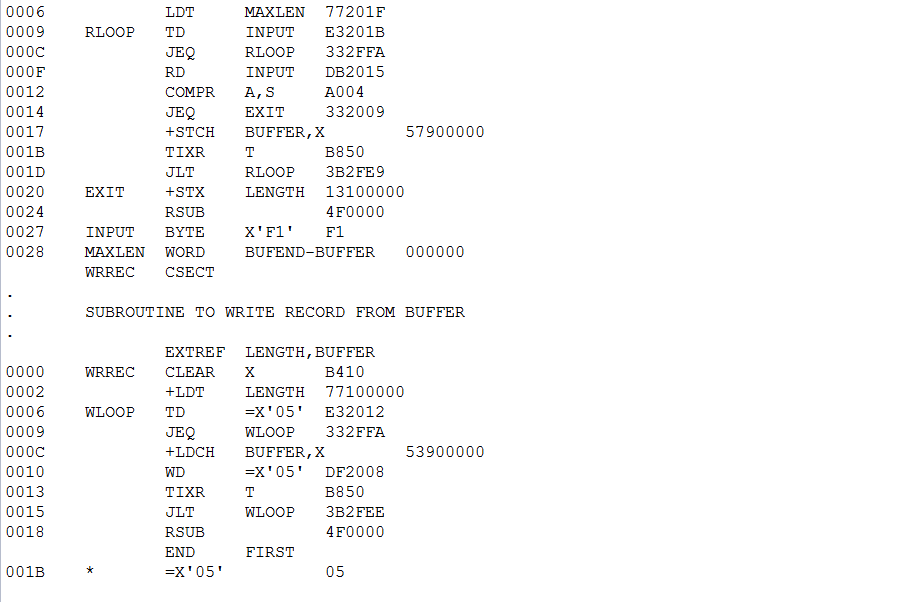 0006            LDT     MAXLEN  77201F
0009    RLOOP   TD      INPUT   E3201B
000C            JEQ     RLOOP   332FFA
000F            RD      INPUT   DB2015
0012            COMPR   A,S     A004
0014            JEQ     EXIT    332009
0017            +STCH   BUFFER,X        57900000
001B            TIXR    T       B850
001D            JLT     RLOOP   3B2FE9
0020    EXIT    +STX    LENGTH  13100000
0024            RSUB            4F0000
0027    INPUT   BYTE    X'F1'   F1
0028    MAXLEN  WORD    BUFEND-BUFFER   000000
        WRREC   CSECT
.
.       SUBROUTINE TO WRITE RECORD FROM BUFFER
.
                EXTREF  LENGTH,BUFFER
0000    WRREC   CLEAR   X       B410
0002            +LDT    LENGTH  77100000
0006    WLOOP   TD      =X'05'  E32012
0009            JEQ     WLOOP   332FFA
000C            +LDCH   BUFFER,X        53900000
0010            WD      =X'05'  DF2008
0013            TIXR    T       B850
0015            JLT     WLOOP   3B2FEE
0018            RSUB            4F0000
                END     FIRST
001B    *       =X'05'          05